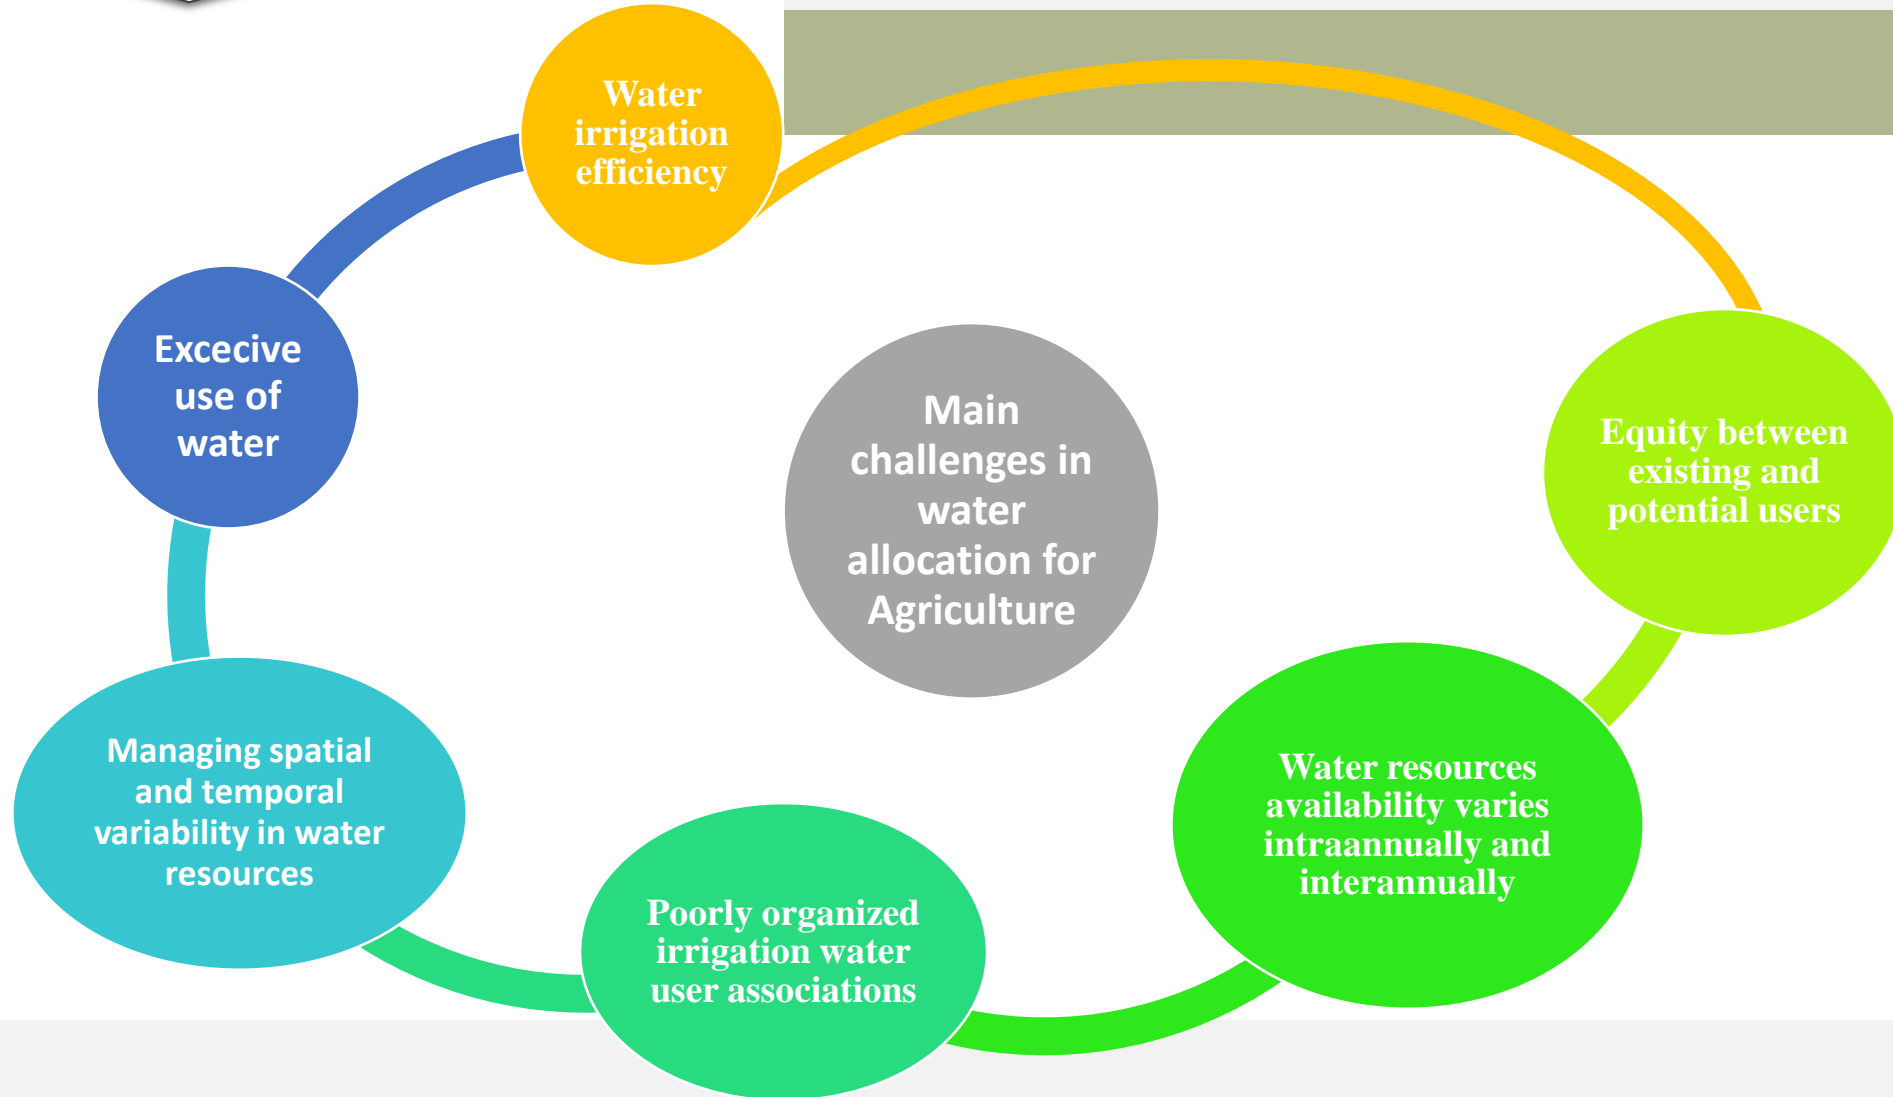 Water
irrigation
efficiency
Equity between
existing and
potential users
Water resources
availability varies
intraannually and
interannually
Poorly organized
irrigation water
user associations
Managing spatial
and temporal
variability in water
resources
Excecive
use of
water
Main
challenges in
water
allocation for
Agriculture